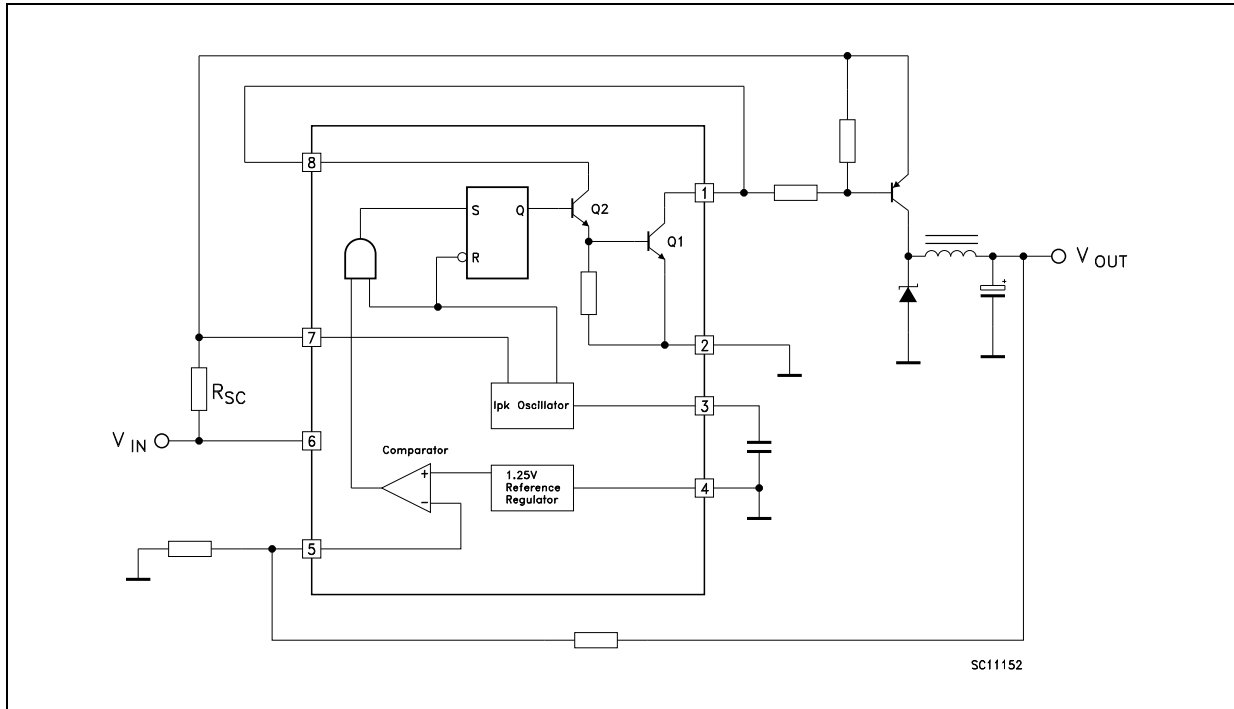 8
1
S
Q
Q2
Q1
R
7
2
R SC
Ipk Oscillator
3
V IN
6
Comparator
+
−
1.25V
Reference
Regulator
4
5
+
V OUT
SC11152